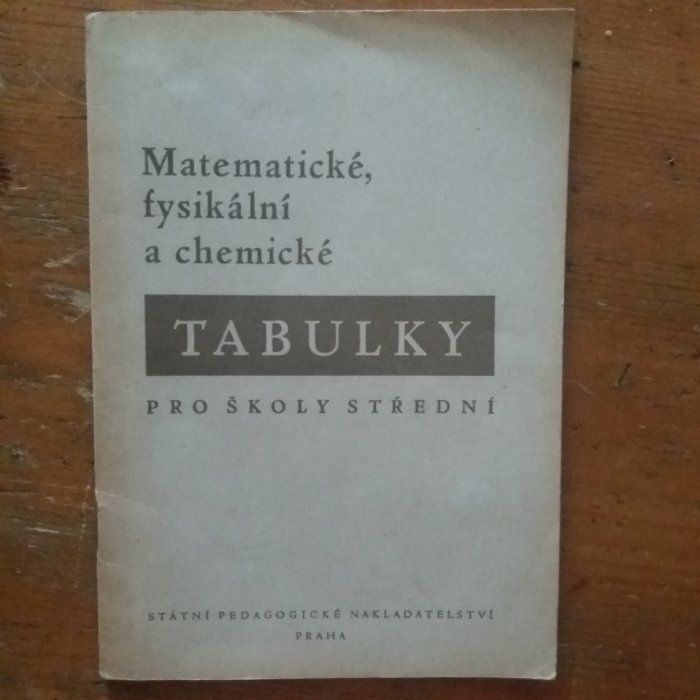 Matematické,
fysikální
a chemické
TABULKY
PRO ŠKOLY STŘEDNÍ
STÁTNÍ PEDAGOGICKÉ NAKLADATELSTVÍ
PRAHA